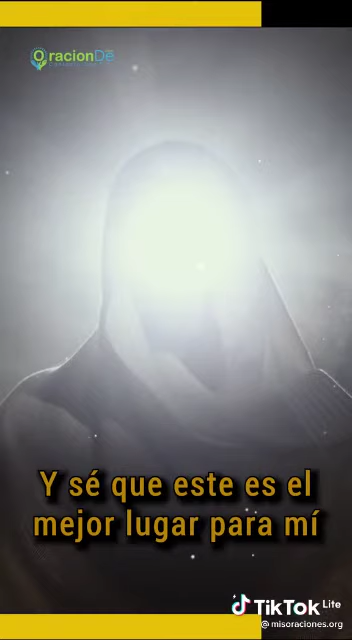 OracionDe
Y sé que este es el
mejor lugar para mí
TikTok Lite
@misoraciones.org